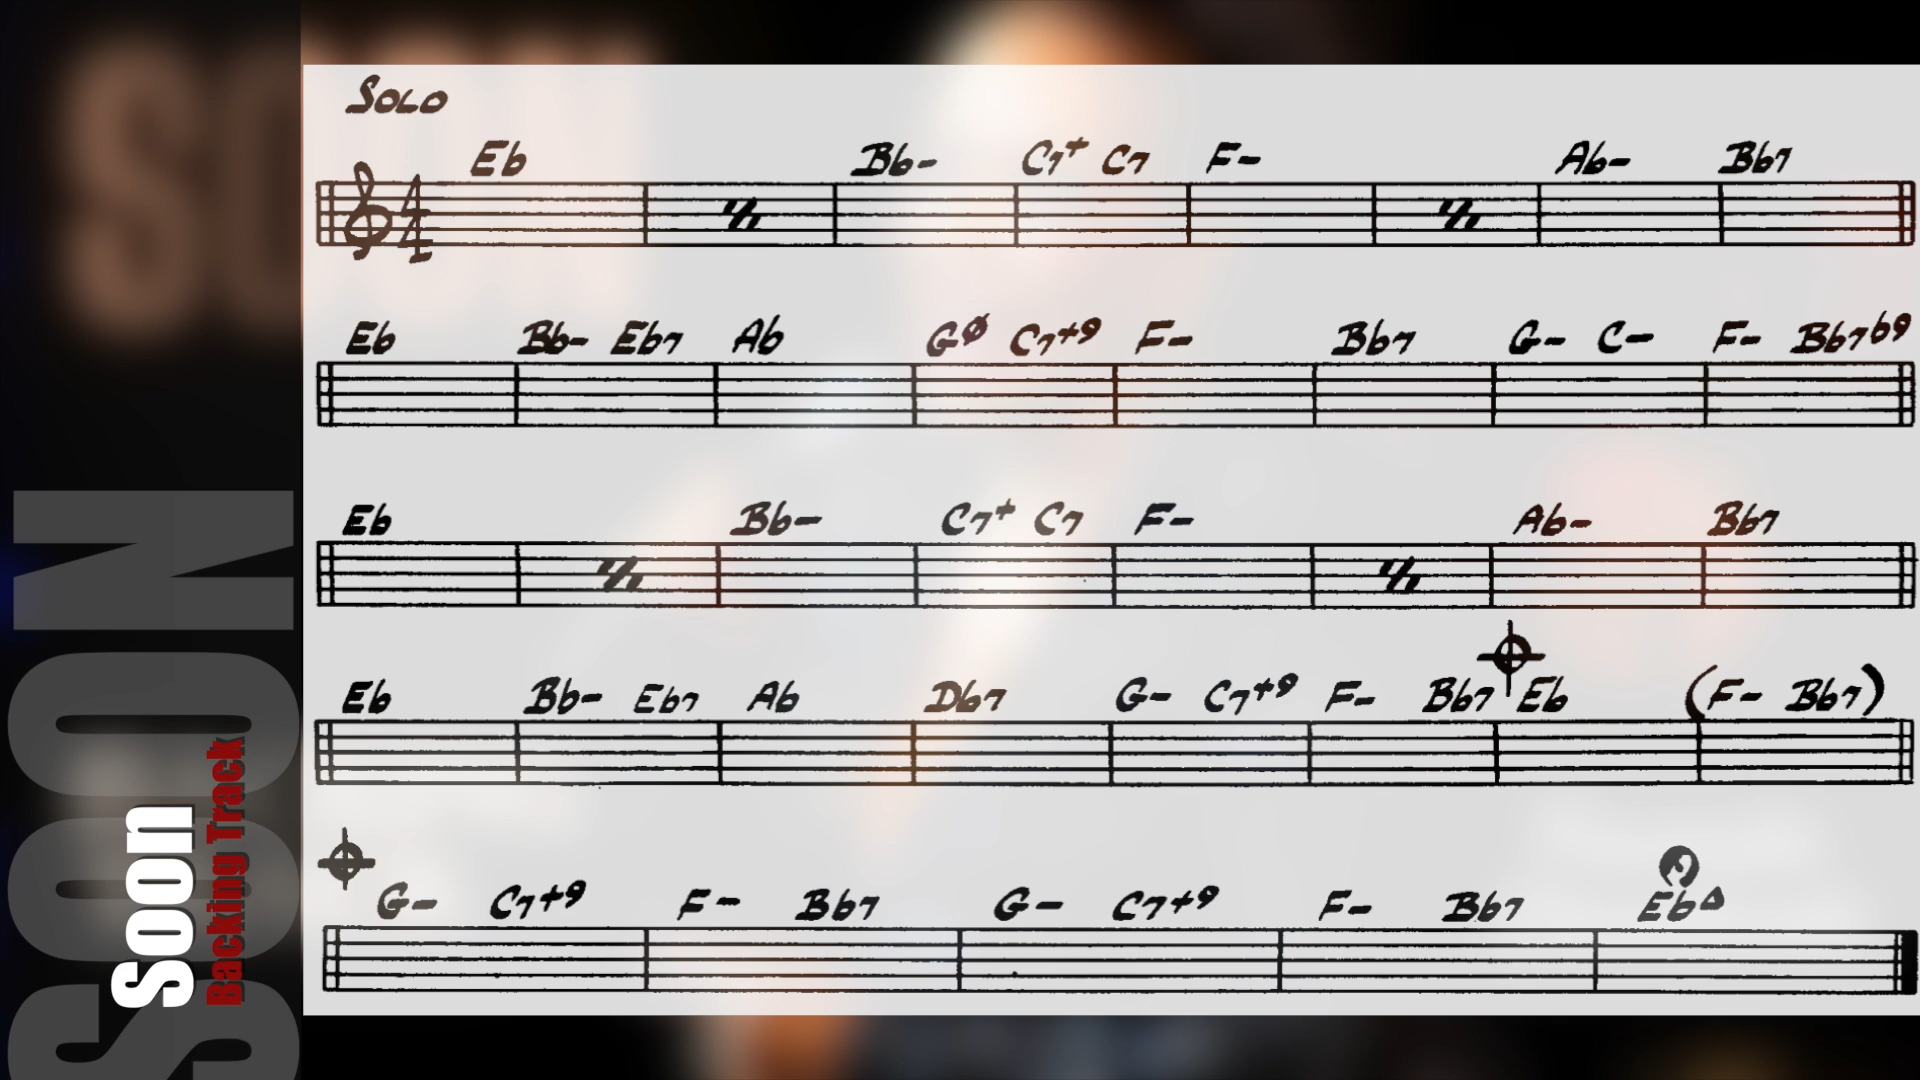 SOON
Soon
Backing Track
SOLO
4
4
Eb Bb- C7+ C7 F- Ab- Bb7
Eb Bb- Eb7 Ab Gø C7+9 F- Bb7 G- C- F- Bb7b9
Eb Bb- C7+ C7 F- Ab- Bb7
Eb Bb- Eb7 Ab Db7 G- C7+9 F- Bb7 Eb (F- Bb7)
G- C7+9 F- Bb7 G- C7+9 F- Bb7 EbΔ